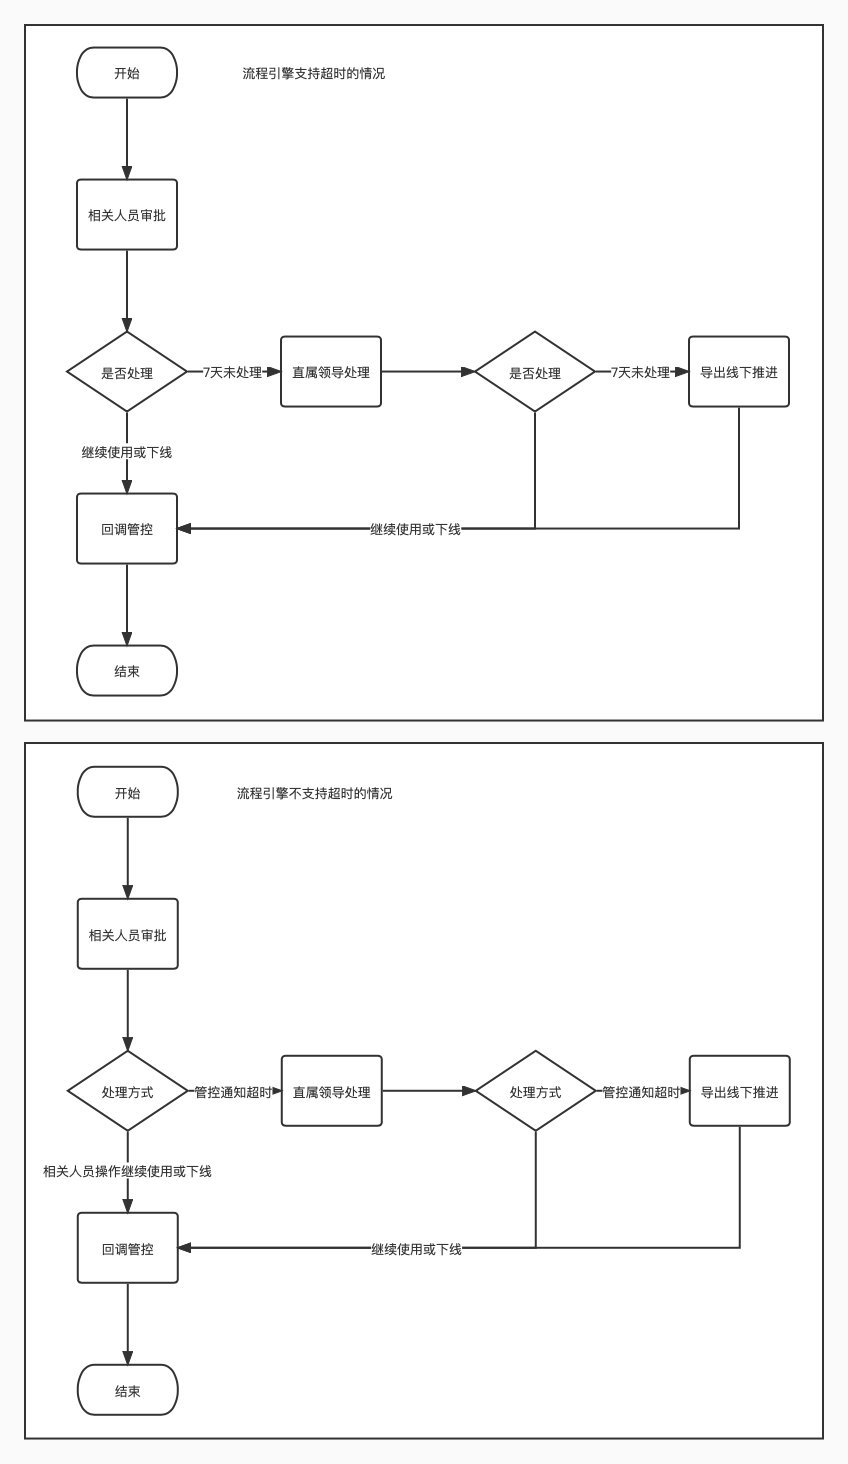 开始
流程引擎支持超时的情况
相关人员审批
是否处理
7天未处理
直属领导处理
是否处理
7天未处理
导出线下推进
继续使用或下线
回调管控
继续使用或下线
结束
开始
流程引擎不支持超时的情况
相关人员审批
处理方式
管控通知超时
直属领导处理
处理方式
管控通知超时
导出线下推进
相关人员操作继续使用或下线
回调管控
继续使用或下线
结束